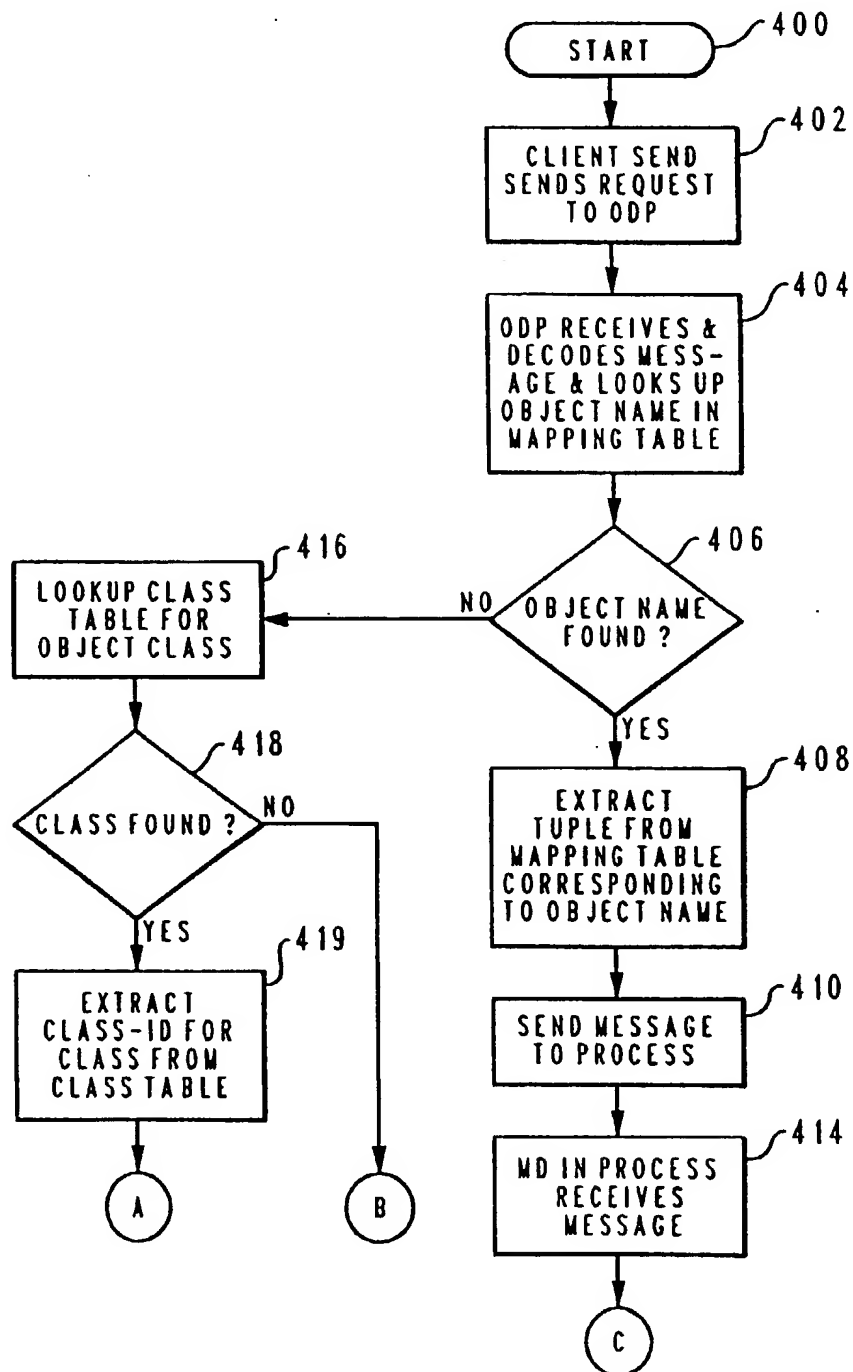 400
START
402
CLIENT SEND
SENDS REQUEST
TO ODP
404
ODP RECEIVES &
DECODES MESS-
AGE & LOOKS UP
OBJECT NAME IN
MAPPING TABLE
406
OBJECT NAME
FOUND ?
NO
YES
416
LOOKUP CLASS
TABLE FOR
OBJECT CLASS
418
CLASS FOUND ?
NO
YES
419
EXTRACT
CLASS-ID FOR
CLASS FROM
CLASS TABLE
A
B
408
EXTRACT
TUPLE FROM
MAPPING TABLE
CORRESPONDING
TO OBJECT NAME
410
SEND MESSAGE
TO PROCESS
414
MD IN PROCESS
RECEIVES
MESSAGE
C